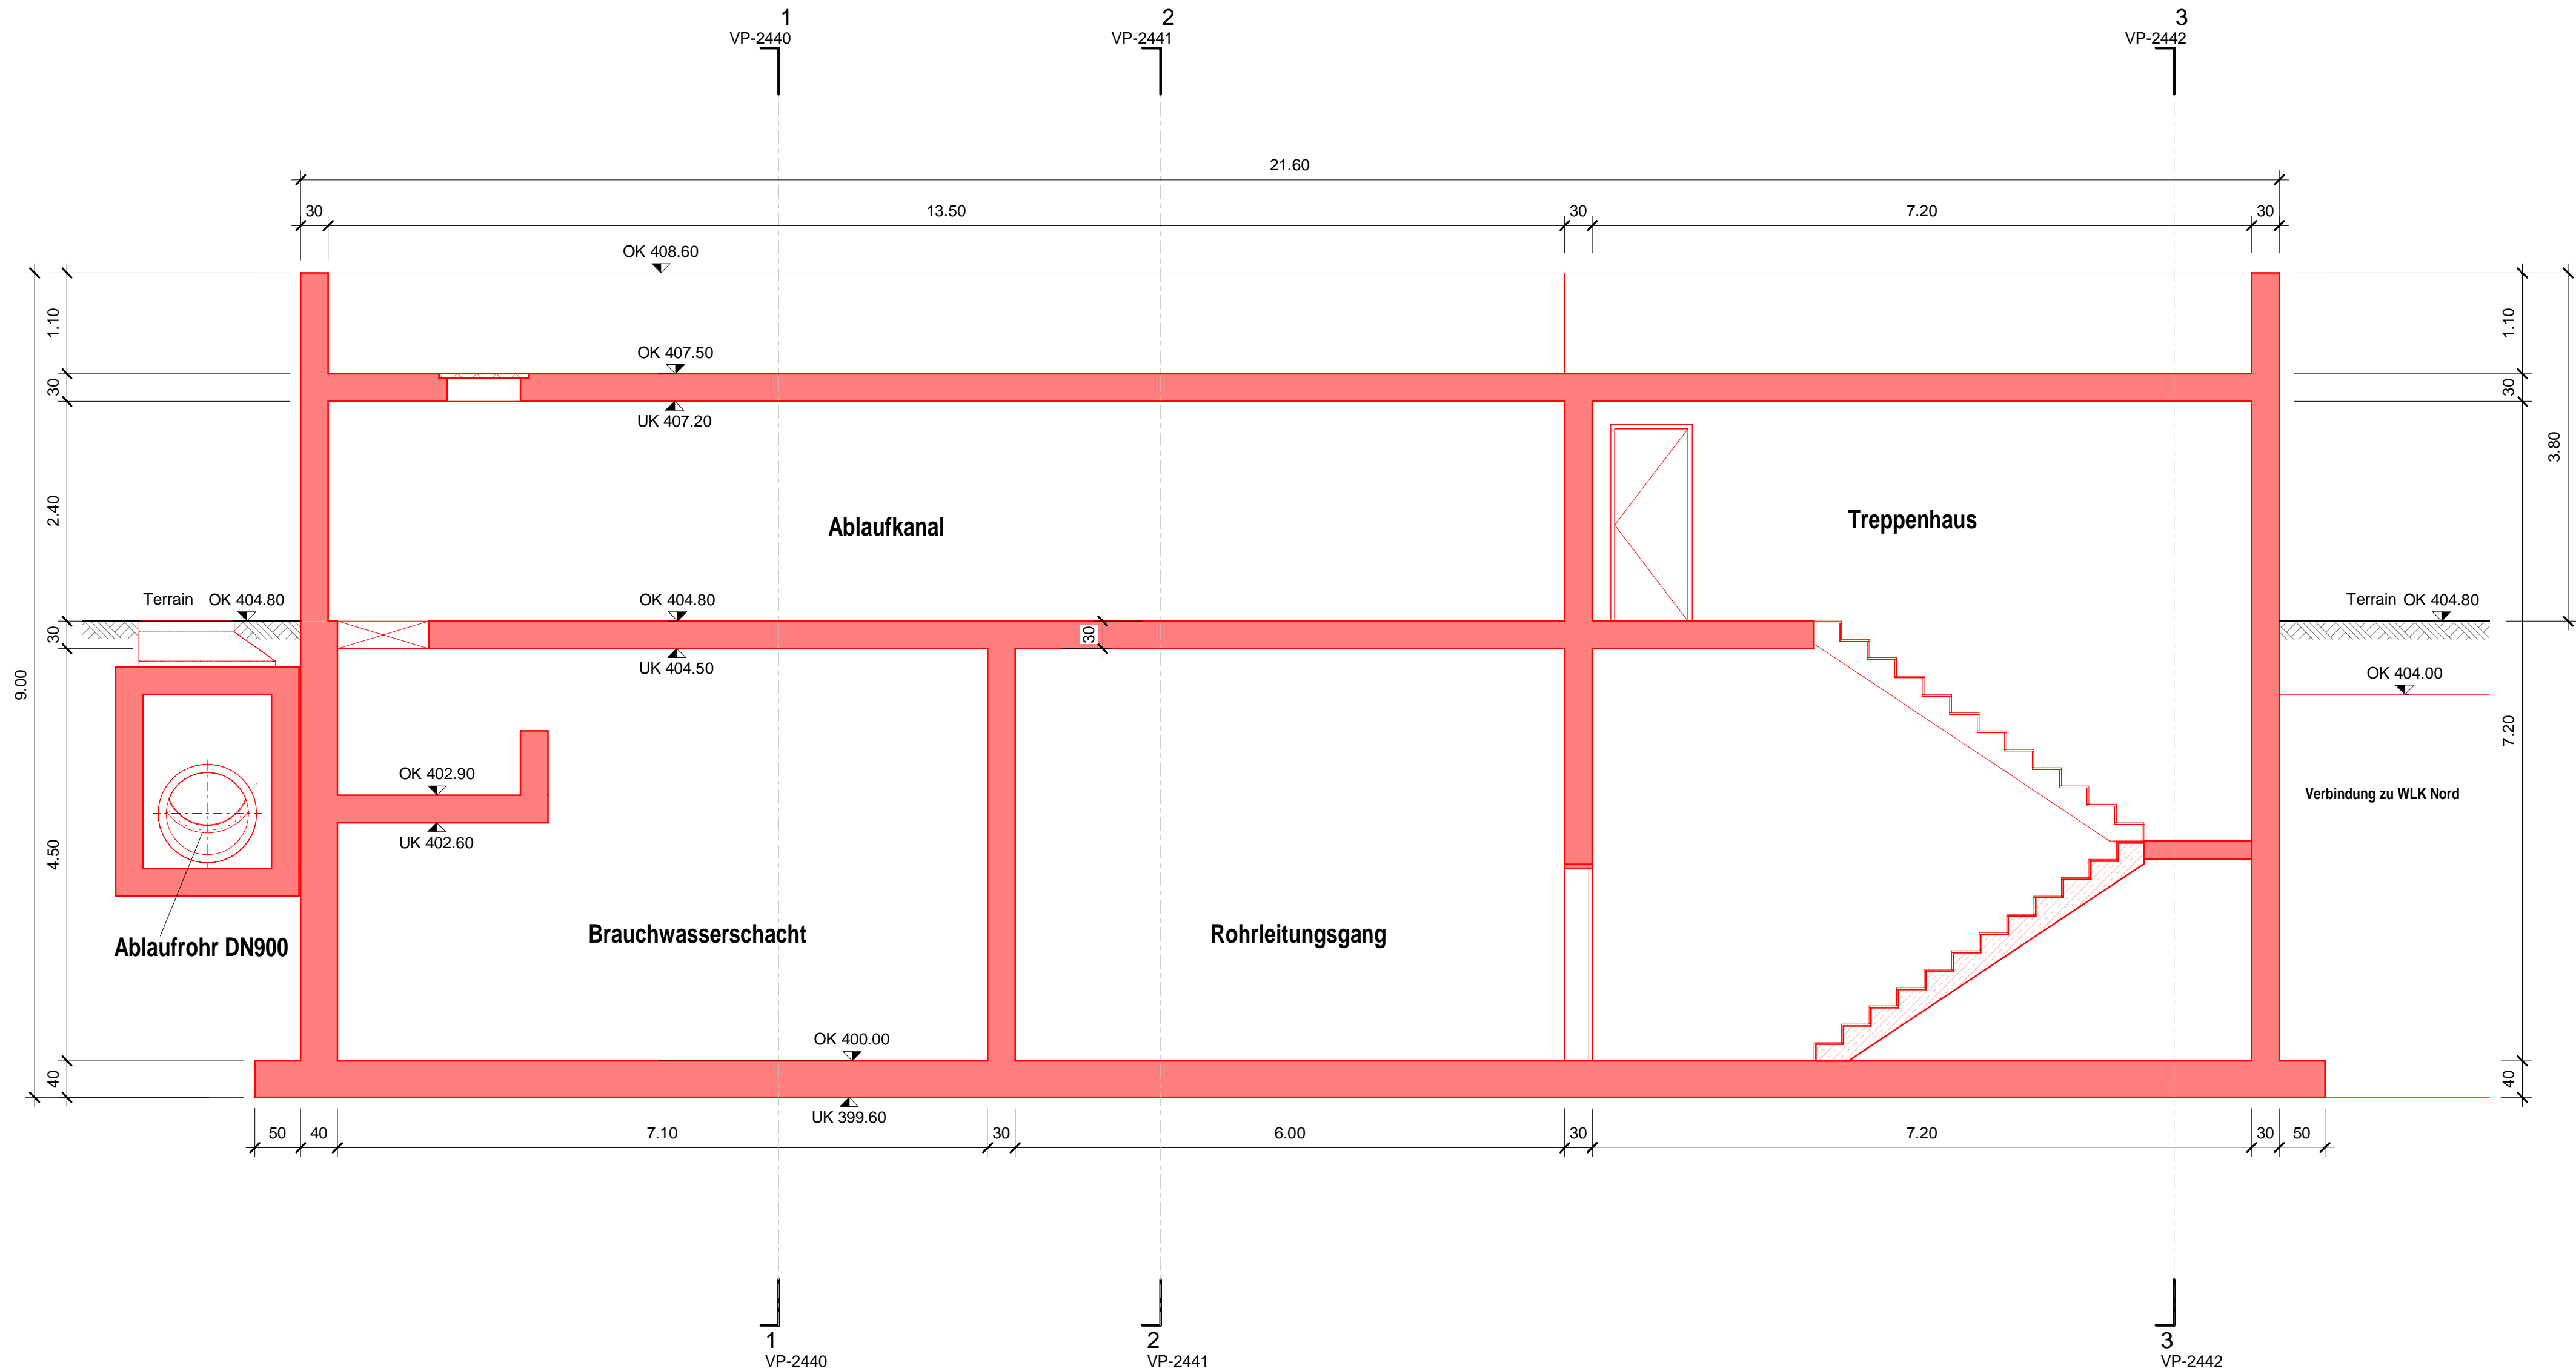 1 2 3
VP-2440 VP-2441 VP-2442
21.60
30 13.50 30 7.20 30
OK 408.60
1.10 1.10
OK 407.50
30 30
UK 407.20
3.80
2.40
Ablaufkanal Treppenhaus
Terrain OK 404.80 OK 404.80 Terrain OK 404.80
30 30
UK 404.50
OK 404.00
9.00
7.20
OK 402.90
Verbindung zu WLK Nord
UK 402.60
4.50
Ablaufrohr DN900 Brauchwasserschacht Rohrleitungsgang
OK 400.00
40 40
UK 399.60
50 40 7.10 30 6.00 30 7.20 30 50
1 2 3
VP-2440 VP-2441 VP-2442